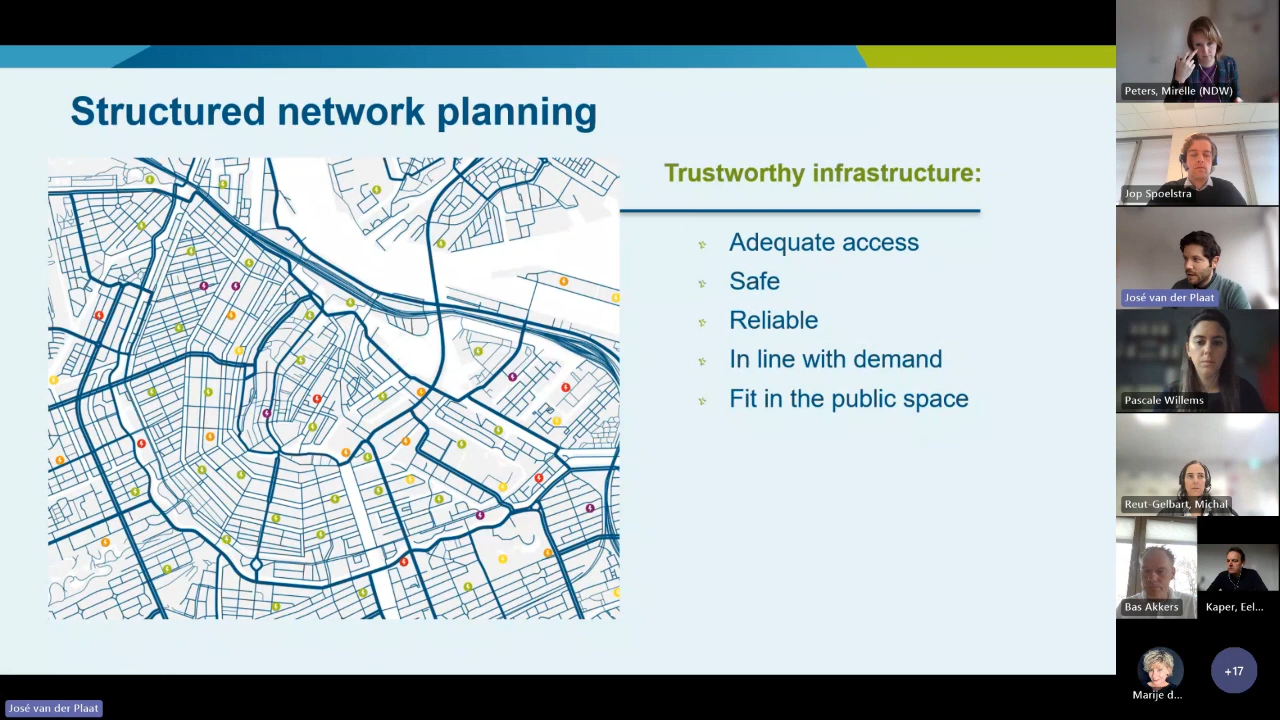 Structured network planning
Trustworthy infrastructure:
Adequate access
Safe
Reliable
In line with demand
Fit in the public space
Peters, Mirelle (NDW)
Jop Spoelstra
José van der Plaat
Pascale Willems
Reut-Gelbart, Michal
Bas Akkers
Kaper, Eel...
Marije d...
+17
José van der Plaat